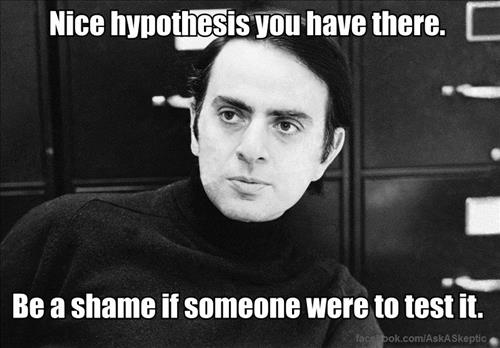 Nice hypothesis you have there.
Be a shame if someone were to test it.
facebook.com/AskASkeptic